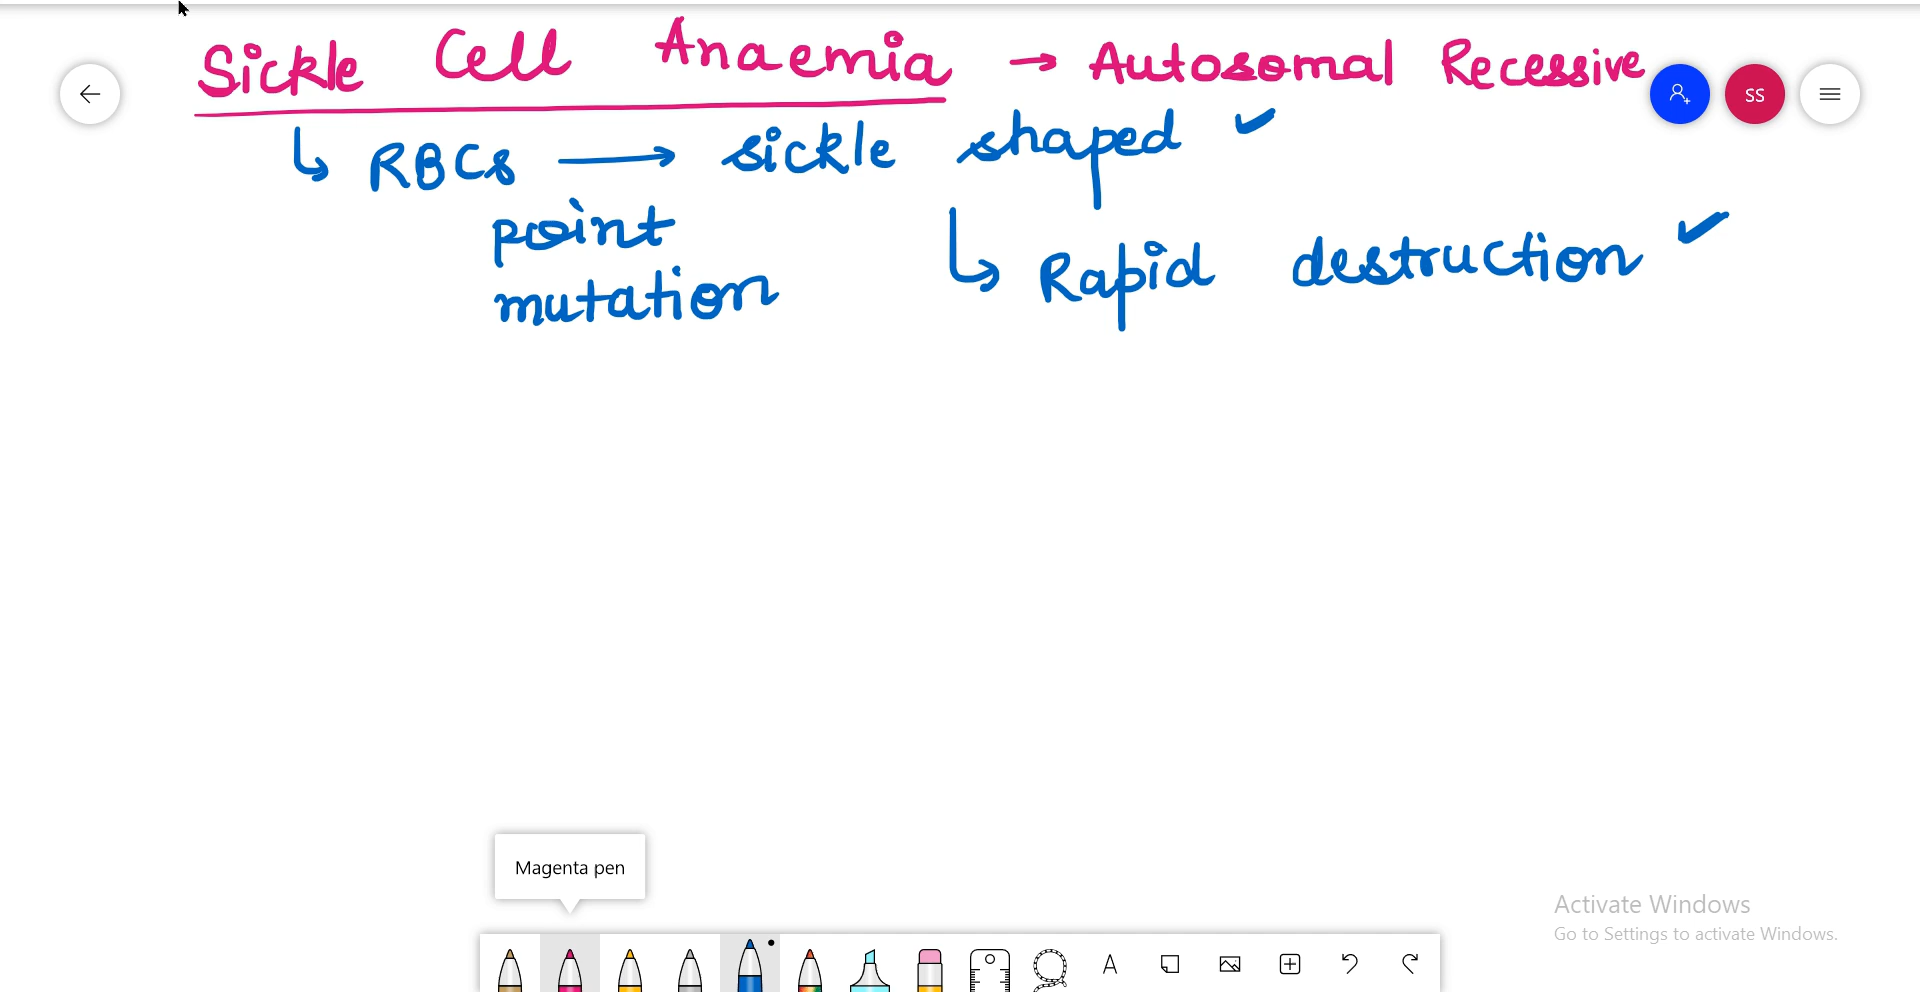 Sickle Cell Anaemia → Autosomal Recessive
↳ RBCs → sickle shaped ✓
point
mutation
↳ Rapid destruction ✓
SS
Magenta pen
Activate Windows
Go to Settings to activate Windows.